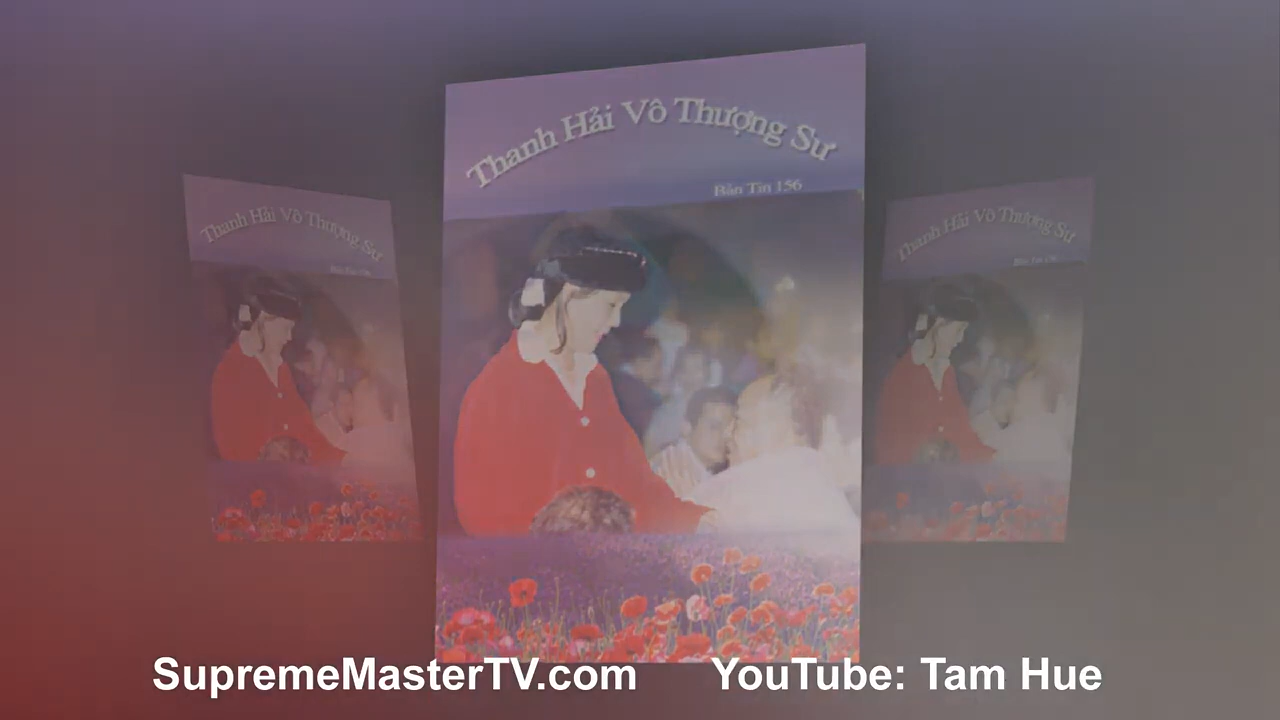 Thanh Hải Vô Thượng Sư
Bản Tin 156
Thanh Hải Vô Thượng Sư
Thanh Hải Vô Thượng Sư
SupremeMasterTV.com YouTube: Tam Hue